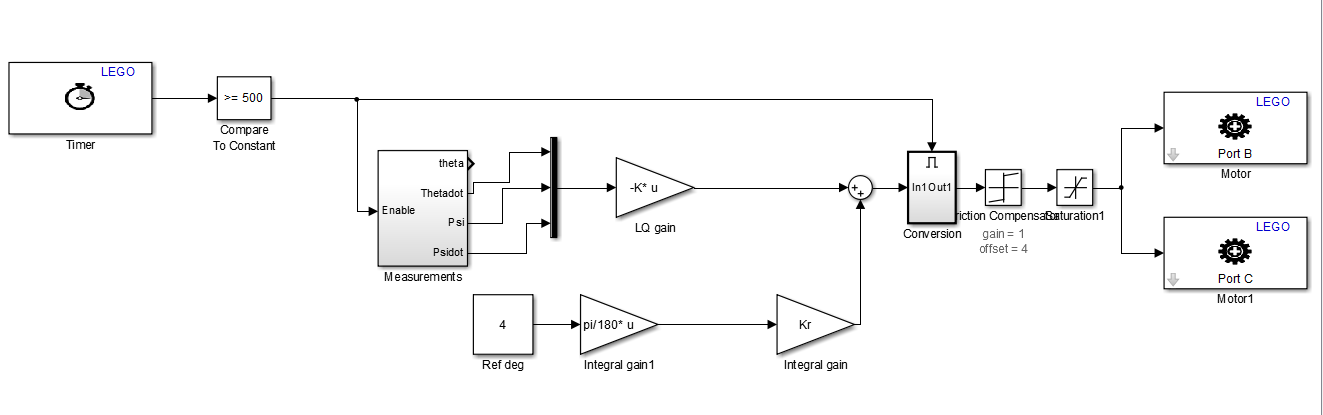 LEGO
Timer
>= 500
Compare
To Constant
theta
Thetadot
Enable
Psi
Psidot
Measurements
-K* u
LQ gain
4
Ref deg
pi/180* u
Integral gain1
Kr
Integral gain
+
+
In1 Out1
Conversion
riction Compensator
gain = 1
offset = 4
Saturation1
LEGO
Port B
Motor
LEGO
Port C
Motor1